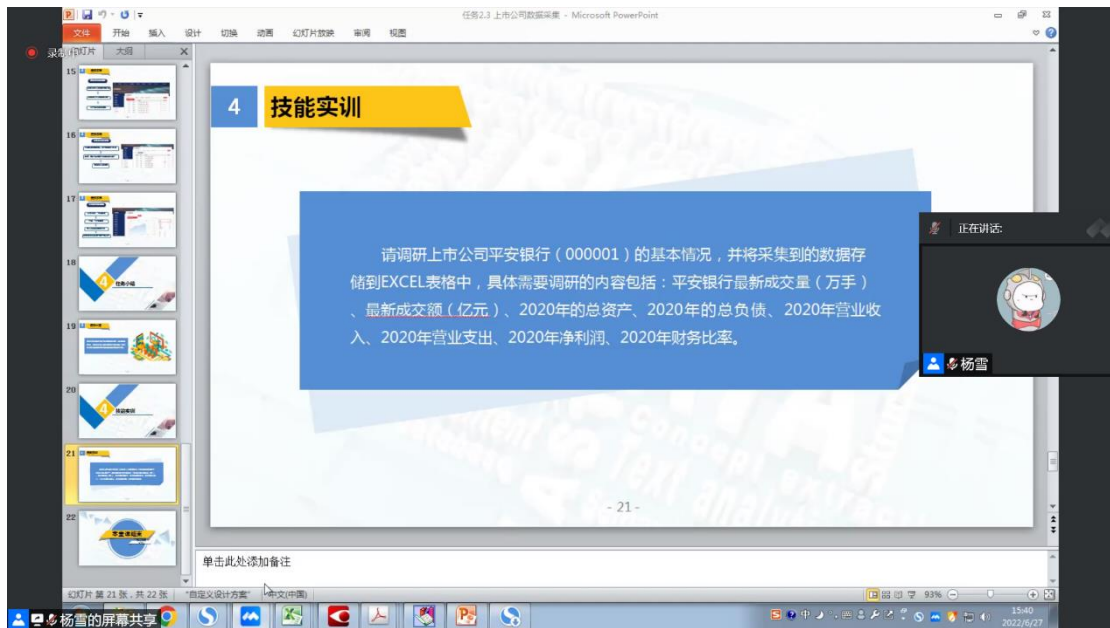 任务2.3 上市公司数据采集 - Microsoft PowerPoint
文件 开始 插入 设计 切换 动画 幻灯片放映 审阅 视图
大纲
15
16
17
18
19
20
21
22
4 技能实训
请调研上市公司平安银行（000001）的基本情况，并将采集到的数据存
储到EXCEL表格中，具体需要调研的内容包括：平安银行最新成交量（万手）
、最新成交额（亿元）、2020年的总资产、2020年的总负债、2020年营业收
入、2020年营业支出、2020年净利润、2020年财务比率。
- 21 -
正在讲话:
杨雪
单击此处添加备注
幻灯片 第 21 张，共 22 张 "自定义设计方案" 中文(中国) 93%
杨雪的屏幕共享
15:40
2022/6/27